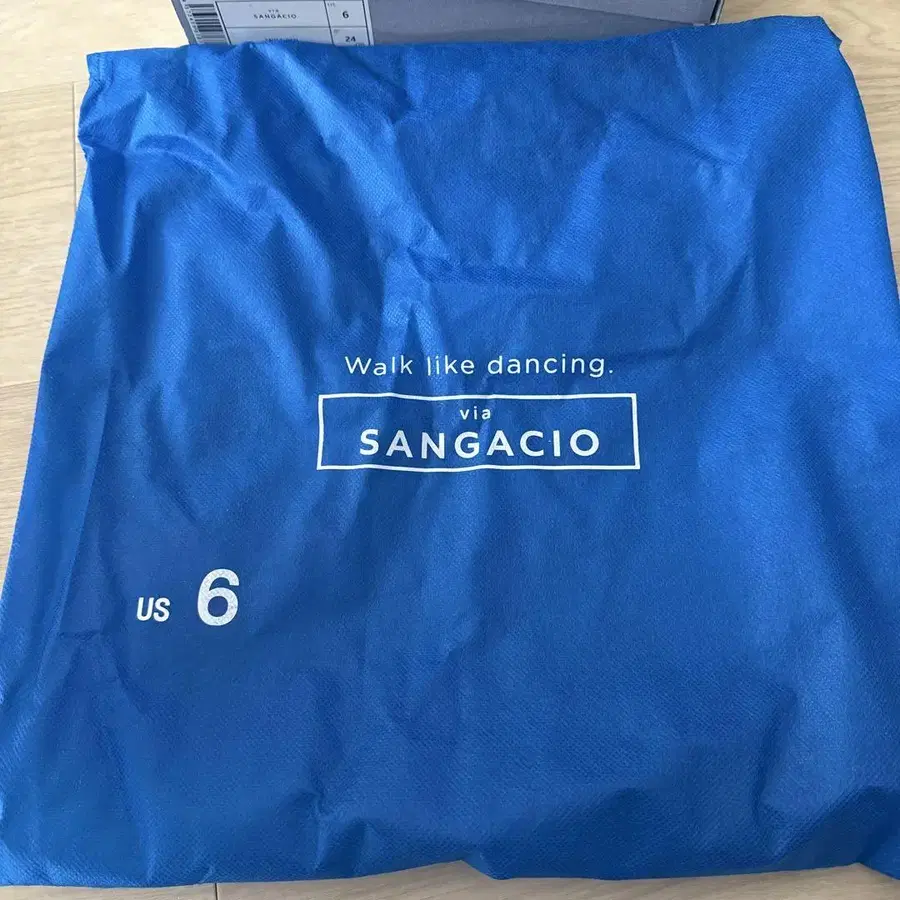 via
SANGACIO
6
24
Walk like dancing.
via
SANGACIO
US 6